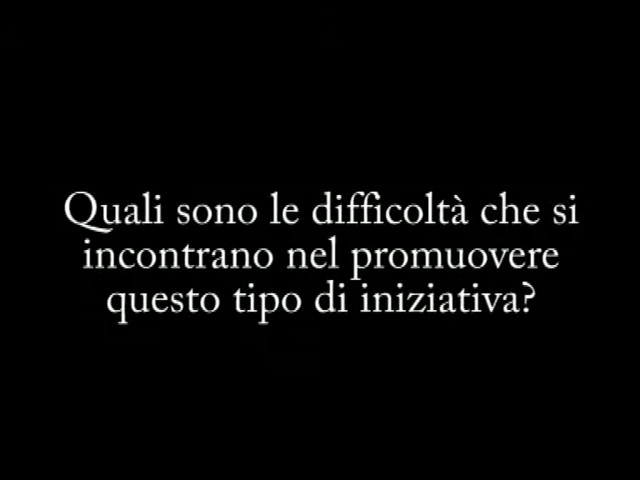 Quali sono le difficoltà che si
incontrano nel promuovere
questo tipo di iniziativa?